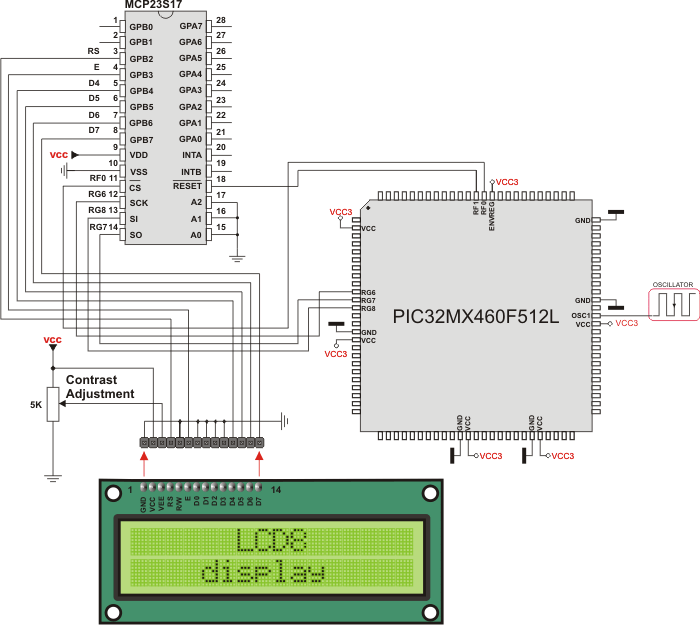 MCP23S17
1 GPB0 GPA7 28
2 GPB1 GPA6 27
RS 3 GPB2 GPA5 26
E 4 GPB3 GPA4 25
D4 5 GPB4 GPA3 24
D5 6 GPB5 GPA2 23
D6 7 GPB6 GPA1 22
D7 8 GPB7 GPA0 21
vcc 9 VDD INTA 20
10 VSS INTB 19
RF0 11 CS RESET 18
RG6 12 SCK A2 17
RG8 13 SI A1 16
RG7 14 SO A0 15
VCC3
RF1 RF0 ENVREG
VCC3
VCC
GND
RG6
RG7
RG8
GND
VCC
VCC3
PIC32MX460F512L
GND
OSC1
VCC VCC3
OSCILLATOR
GND VCC VCC3
GND VCC VCC3
vcc
5K
Contrast
Adjustment
1 GND VCC VEE RS R/W E D0 D1 D2 D3 D4 D5 D6 D7 14
LCD8
display